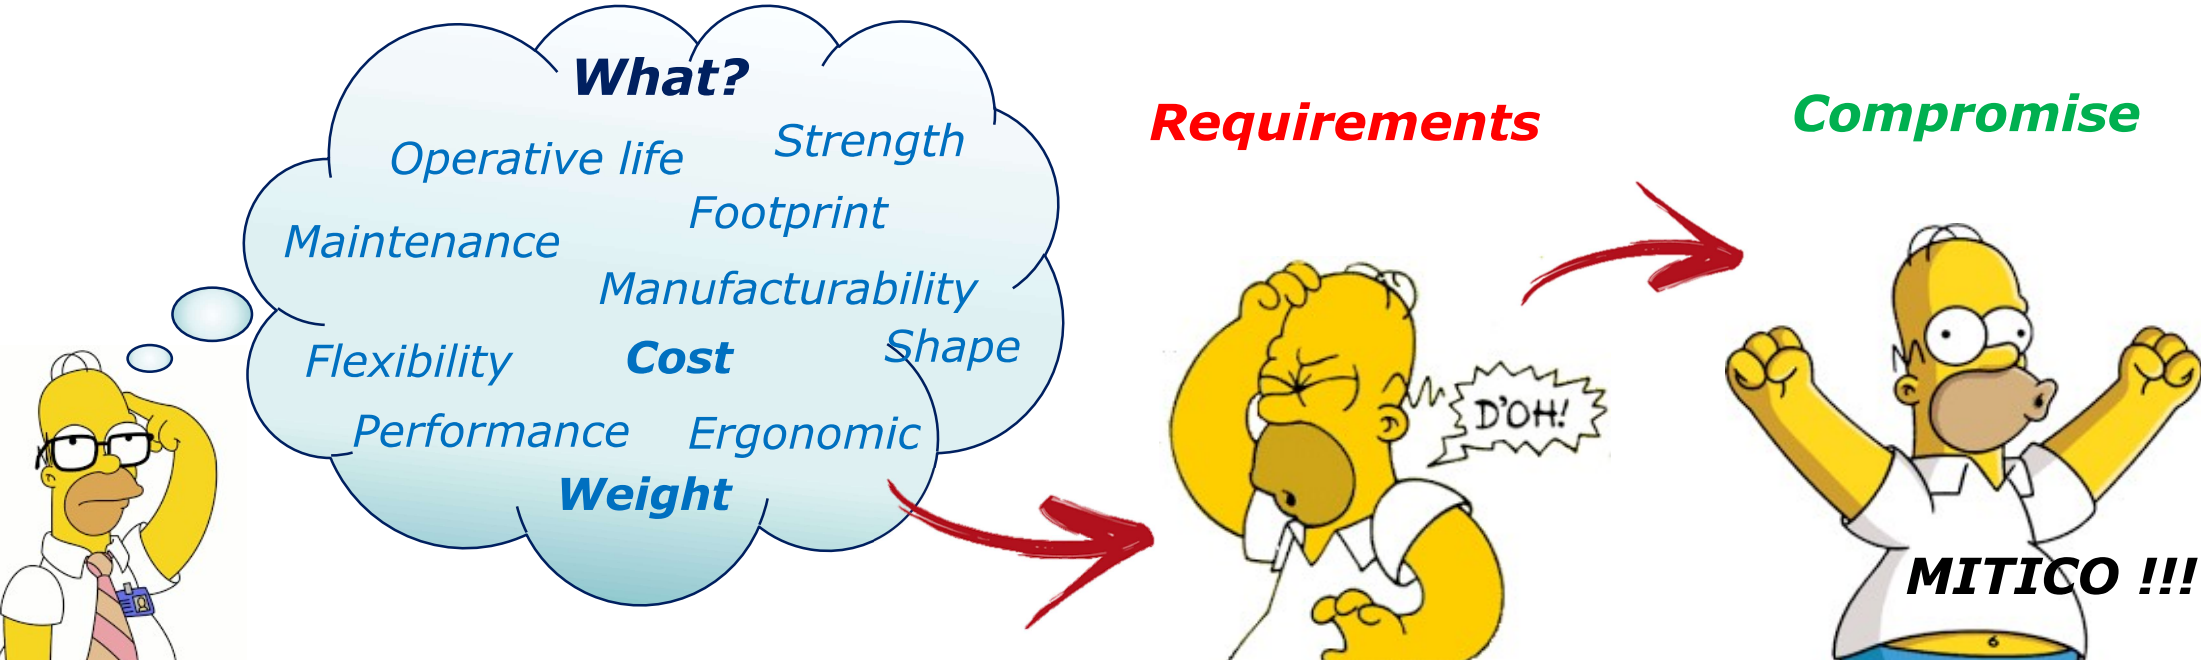 What?
Operative life
Strength
Footprint
Maintenance
Manufacturability
Flexibility
Cost
Shape
Performance
Ergonomic
Weight
Requirements
D'OH!
Compromise
MITICO !!!